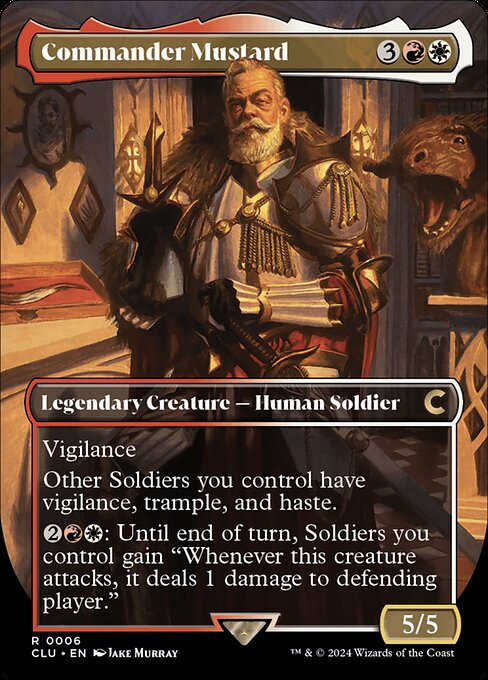 Commander Mustard 3
Legendary Creature — Human Soldier
Vigilance
Other Soldiers you control have
vigilance, trample, and haste.
2: Until end of turn, Soldiers you
control gain “Whenever this creature
attacks, it deals 1 damage to defending
player.”
5/5
R 0006
CLU • EN Jake Murray
™ & © 2024 Wizards of the Coast